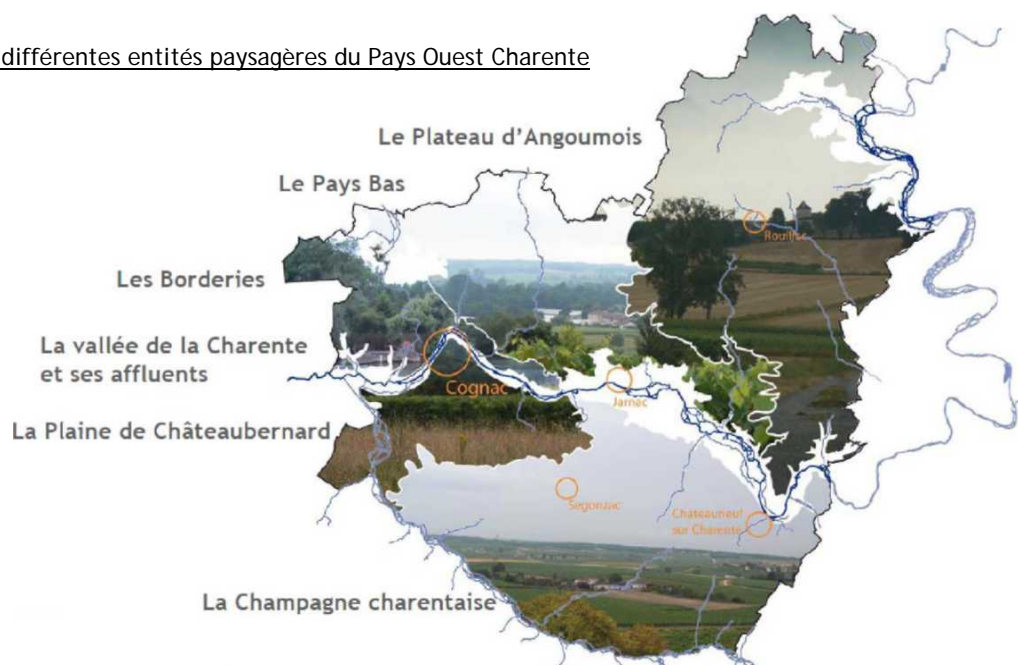 différentes entités paysagères du Pays Ouest Charente
Le Plateau d'Angoumois
Le Pays Bas
Rouillac
Les Borderies
La vallée de la Charente
et ses affluents
Cognac
Jarnac
La Plaine de Châteaubernard
Segonzac
Chateauneuf
sur Charente
La Champagne charentaise